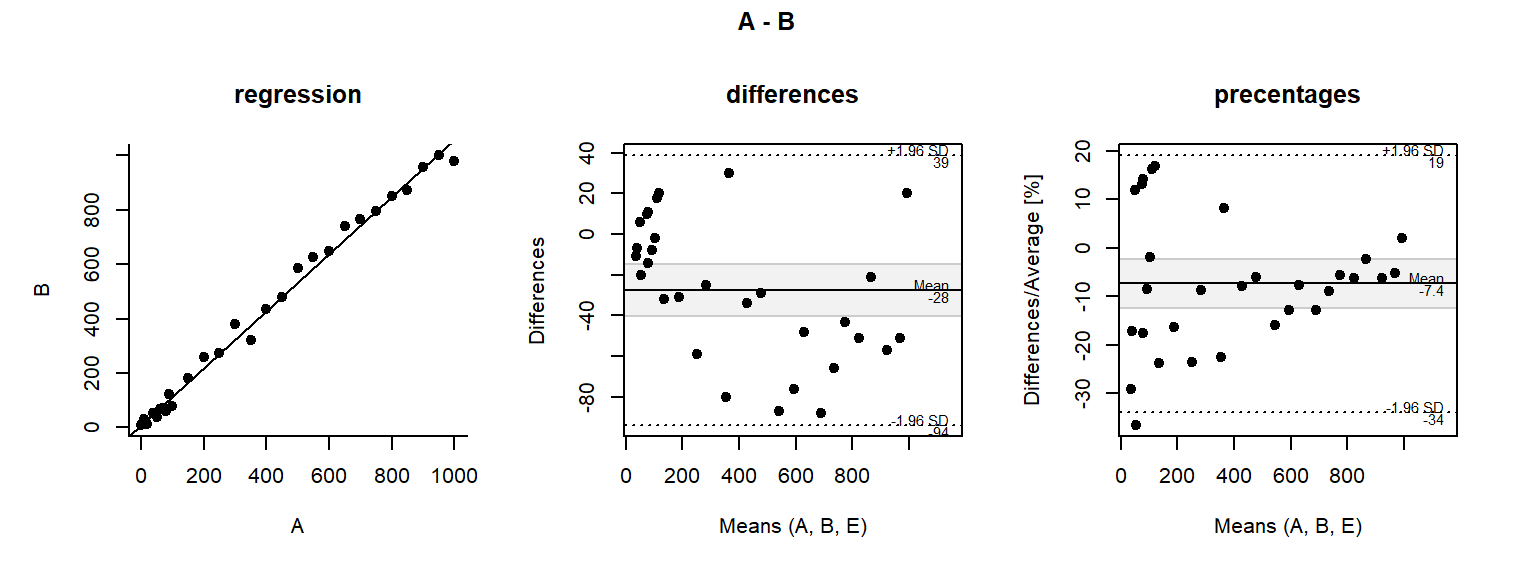 A - B
regression
B
0 200 400 600 800
0 200 400 600 800 1000
A
differences
Differences
-80 -40 0 20 40
+1.96 SD
39
Mean
-28
-1.96 SD
-94
0 200 400 600 800
Means (A, B, E)
precentages
Differences/Average [%]
-30 -20 -10 0 10 20
+1.96 SD
19
Mean
-7.4
-1.96 SD
-34
0 200 400 600 800
Means (A, B, E)